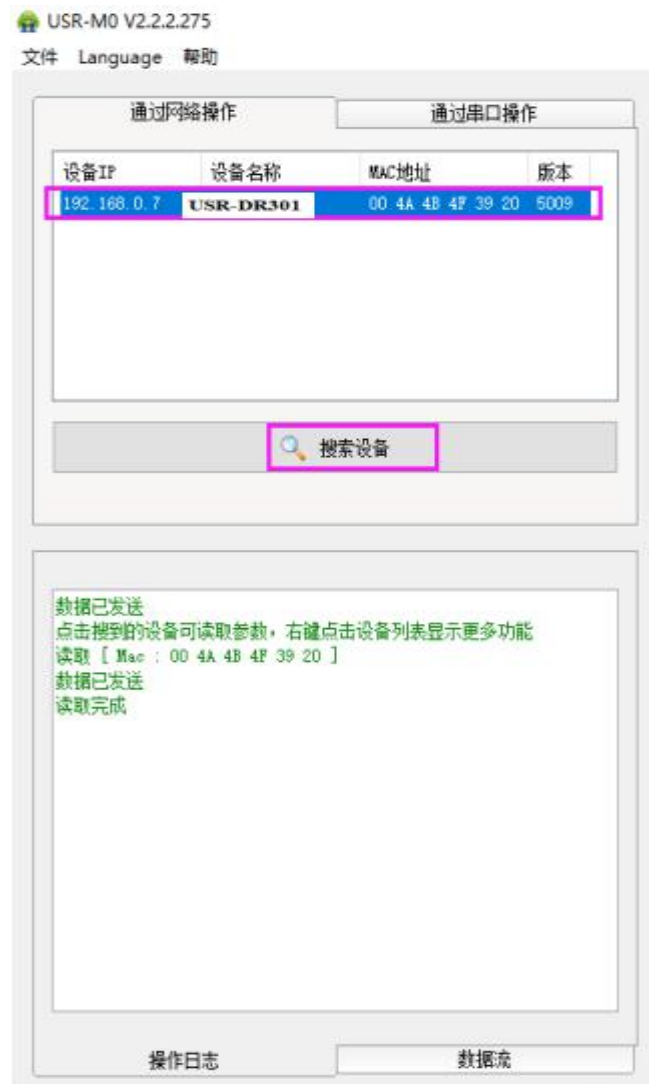 USR-M0 V2.2.2.275
文件 Language 帮助
通过网络操作 通过串口操作
设备IP 设备名称 MAC地址 版本
192.168.0.7 USR-DR301 00 4A 4B 4F 39 20 5009
搜索设备
数据已发送
点击搜到的设备可读取参数，右键点击设备列表显示更多功能
读取 [ Mac : 00 4A 4B 4F 39 20 ]
数据已发送
读取完成
操作日志 数据流